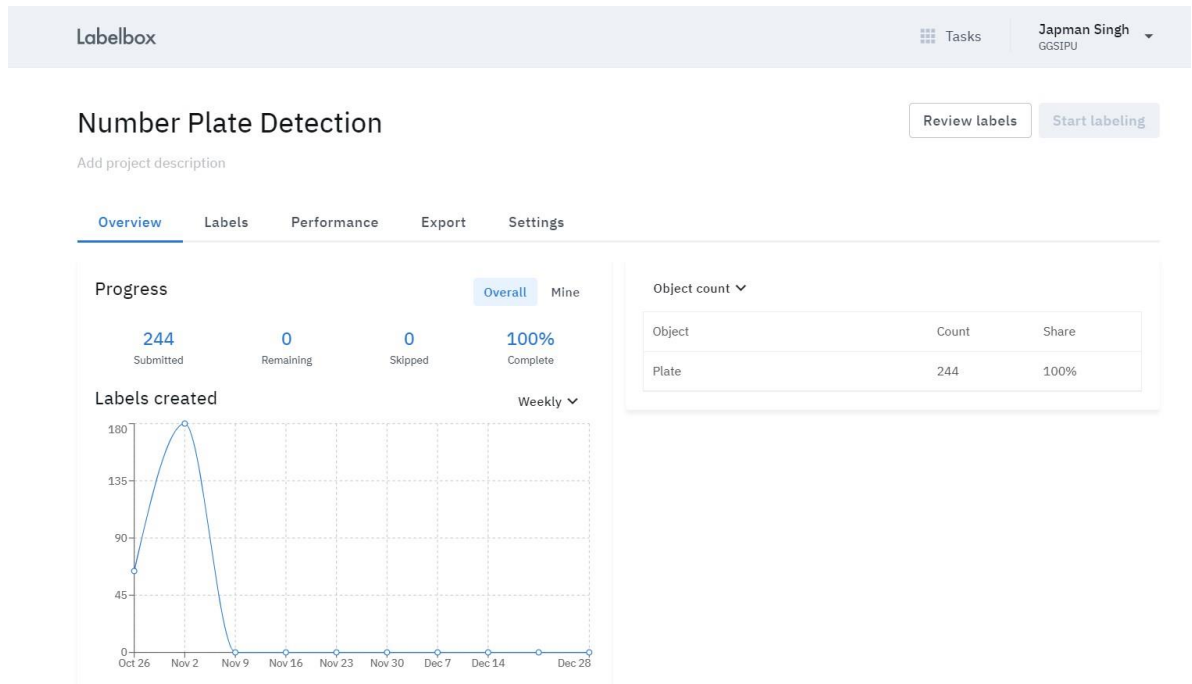 Labelbox
Tasks
Japman Singh
GGSIPU
Number Plate Detection
Review labels
Start labeling
Add project description
Overview Labels Performance Export Settings
Progress
Overall Mine
244 0 0 100%
Submitted Remaining Skipped Complete
Labels created
Weekly
180
135
90
45
0
Oct 26 Nov 2 Nov 9 Nov 16 Nov 23 Nov 30 Dec 7 Dec 14 Dec 28
Object count
Object Count Share
Plate 244 100%